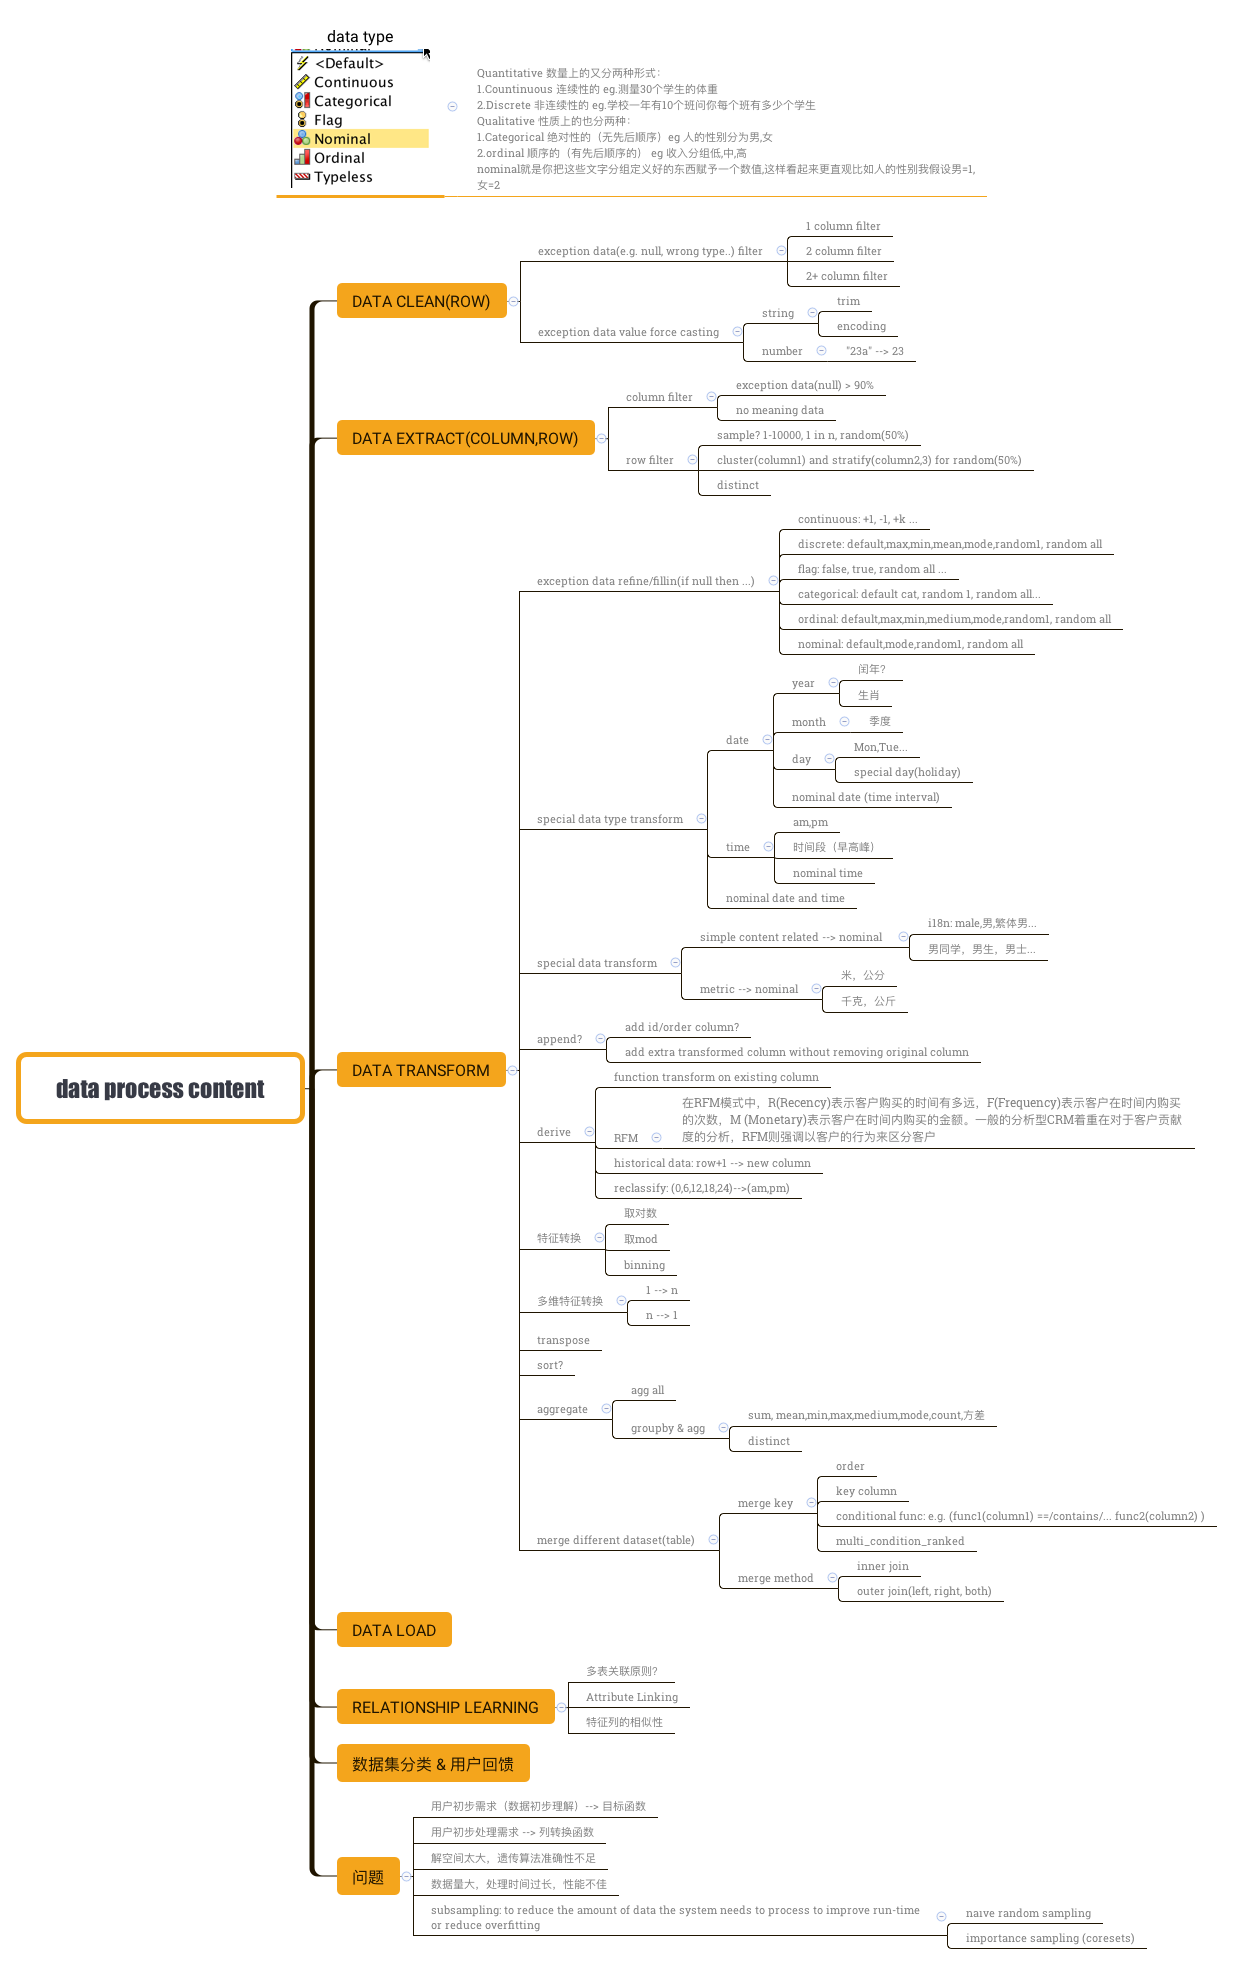 data type
Nominal
<Default>
Continuous
Categorical
Flag
Nominal
Ordinal
Typeless
Quantitative 数量上的又分两种形式：
1.Countinuous 连续性的 eg.测量30个学生的体重
2.Discrete 非连续性的 eg.学校一年有10个班问你每个班有多少个学生
Qualitative 性质上的也分两种：
1.Categorical 绝对性的（无先后顺序）eg 人的性别分为男,女
2.ordinal 顺序的（有先后顺序的） eg 收入分组低,中,高
nominal就是你把这些文字分组定义好的东西赋予一个数值,这样看起来更直观比如人的性别我假设男=1,
女=2
data process content
DATA CLEAN(ROW)
exception data(e.g. null, wrong type..) filter
1 column filter
2 column filter
2+ column filter
exception data value force casting
string
trim
encoding
number
"23a" --> 23
DATA EXTRACT(COLUMN,ROW)
column filter
exception data(null) > 90%
no meaning data
row filter
sample? 1-10000, 1 in n, random(50%)
cluster(column1) and stratify(column2,3) for random(50%)
distinct
DATA TRANSFORM
exception data refine/fillin(if null then ...)
continuous: +1, -1, +k ...
discrete: default,max,min,mean,mode,random1, random all
flag: false, true, random all ...
categorical: default cat, random 1, random all...
ordinal: default,max,min,medium,mode,random1, random all
nominal: default,mode,random1, random all
special data type transform
date
year
闰年?
生肖
month
季度
day
Mon,Tue...
special day(holiday)
nominal date (time interval)
time
am,pm
时间段（早高峰）
nominal time
nominal date and time
special data transform
simple content related --> nominal
i18n: male,男,繁体男...
男同学，男生，男士...
metric --> nominal
米，公分
千克，公斤
append?
add id/order column?
add extra transformed column without removing original column
derive
function transform on existing column
RFM
在RFM模式中，R(Recency)表示客户购买的时间有多远，F(Frequency)表示客户在时间内购买
的次数，M (Monetary)表示客户在时间内购买的金额。一般的分析型CRM着重在对于客户贡献
度的分析，RFM则强调以客户的行为来区分客户
historical data: row+1 --> new column
reclassify: (0,6,12,18,24)-->(am,pm)
特征转换
取对数
取mod
binning
多维特征转换
1 --> n
n --> 1
transpose
sort?
aggregate
agg all
groupby & agg
sum, mean,min,max,medium,mode,count,方差
distinct
merge different dataset(table)
merge key
order
key column
conditional func: e.g. (func1(column1) ==/contains/... func2(column2) )
multi_condition_ranked
merge method
inner join
outer join(left, right, both)
DATA LOAD
RELATIONSHIP LEARNING
多表关联原则?
Attribute Linking
特征列的相似性
数据集分类 & 用户回馈
问题
用户初步需求（数据初步理解）--> 目标函数
用户初步处理需求 --> 列转换函数
解空间太大，遗传算法准确性不足
数据量大，处理时间过长，性能不佳
subsampling: to reduce the amount of data the system needs to process to improve run-time
or reduce overfitting
naıve random sampling
importance sampling (coresets)